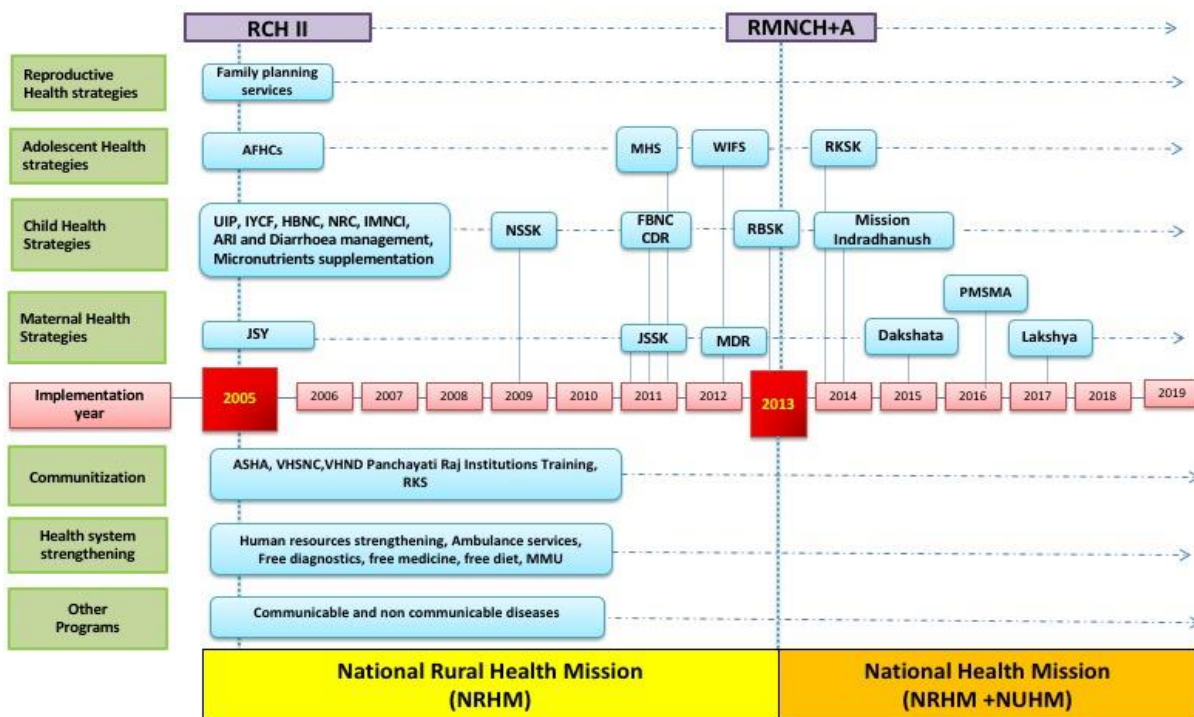 RCH II
RMNCH+A
Reproductive
Health strategies
Family planning
services
Adolescent Health
strategies
AFHCs
MHS
WIFS
RKSK
Child Health
Strategies
UIP, IYCF, HBNC, NRC, IMNCI,
ARI and Diarrhoea management,
Micronutrients supplementation
NSSK
FBNC
CDR
RBSK
Mission
Indradhanush
Maternal Health
Strategies
JSY
JSSK
MDR
Dakshata
PMSMA
Lakshya
Implementation
year
2005
2006
2007
2008
2009
2010
2011
2012
2013
2014
2015
2016
2017
2018
2019
Communitization
ASHA, VHSNC,VHND Panchayati Raj Institutions Training,
RKS
Health system
strengthening
Human resources strengthening, Ambulance services,
Free diagnostics, free medicine, free diet, MMU
Other
Programs
Communicable and non communicable diseases
National Rural Health Mission
(NRHM)
National Health Mission
(NRHM +NUHM)